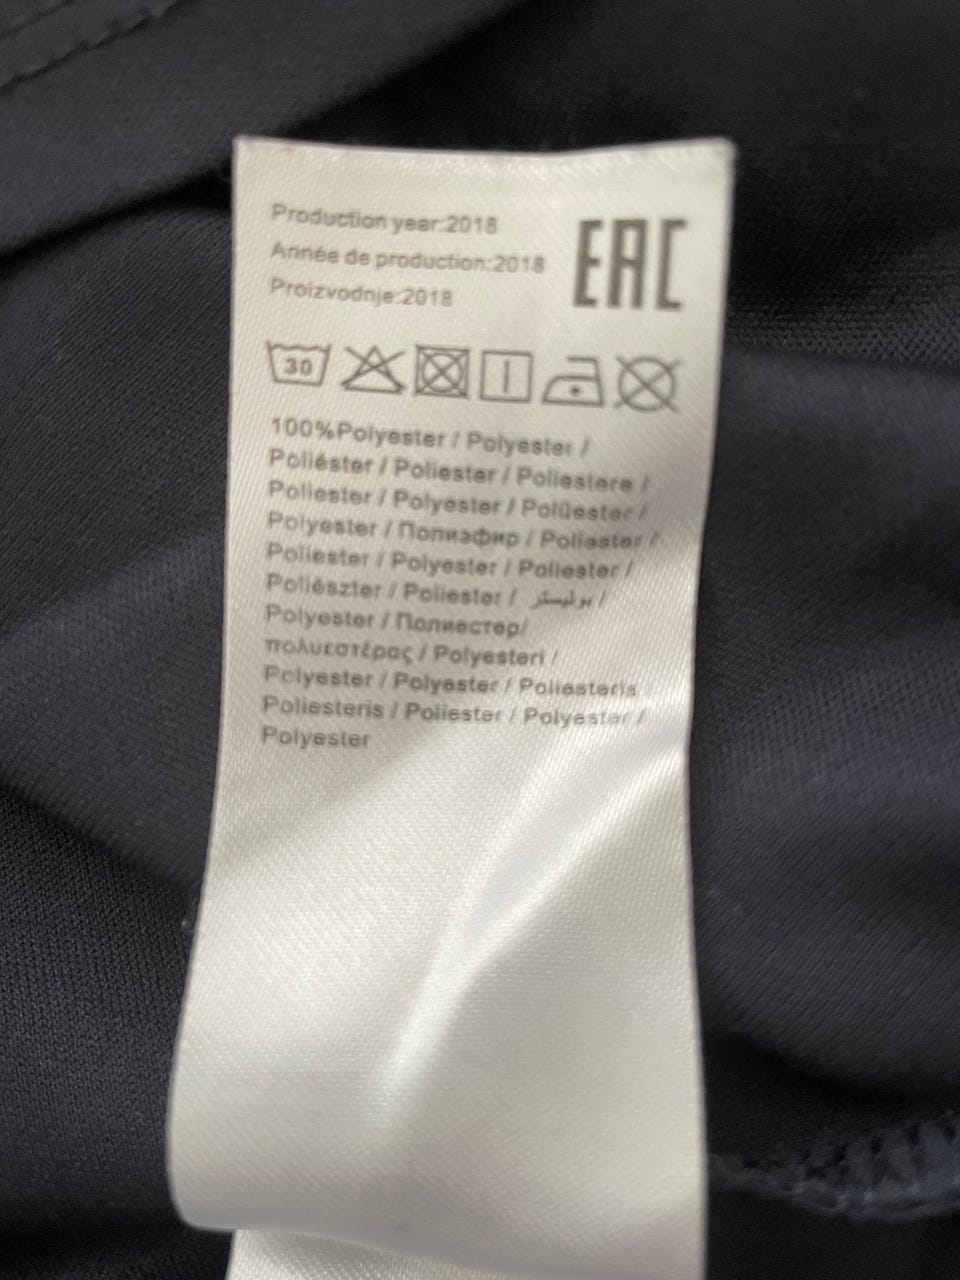 Production year:2018
Année de production:2018
Proizvodnje:2018
EAC
30
100%Polyester / Polyester /
Poliéster / Poliester / Poliestere /
Poliester / Polyester / Polüester /
Polyester / Полиэфир / Poliester /
Poliester / Polyester / Poliester /
Poliészter / Poliester / بوليستر /
Polyester / Полиестер/
πολυεστέρας / Polyesteri /
Polyester / Polyester / Poliesteris
Poliesteris / Poliester / Polyester /
Polyester